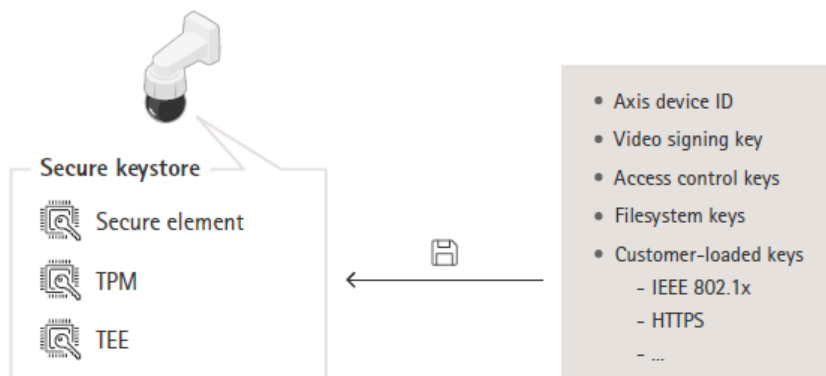 Secure keystore
Secure element
TPM
TEE
• Axis device ID
• Video signing key
• Access control keys
• Filesystem keys
• Customer-loaded keys
- IEEE 802.1x
- HTTPS
- ...